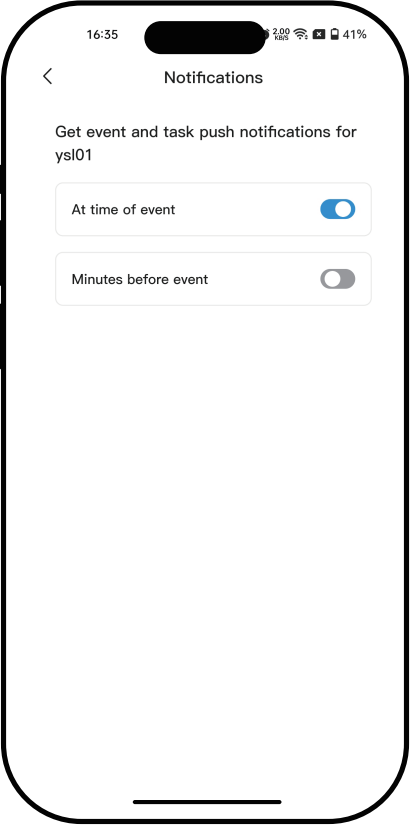 16:35
2.00
KB/S
41%
Notifications
Get event and task push notifications for
ysl01
At time of event
Minutes before event